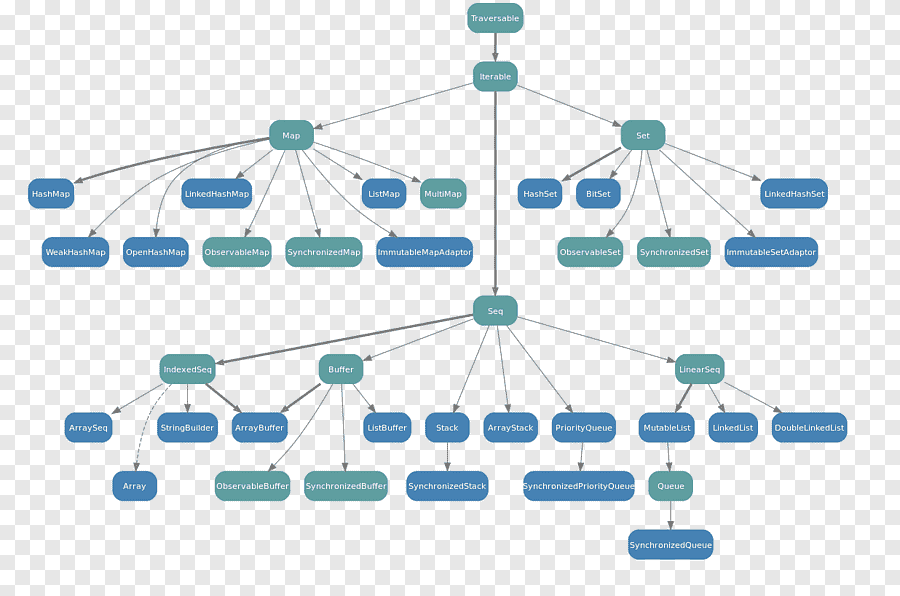 Traversable
Iterable
Map
Set
HashMap
LinkedHashMap
ListMap
MultiMap
HashSet
BitSet
LinkedHashSet
WeakHashMap
OpenHashMap
ObservableMap
SynchronizedMap
ImmutableMapAdaptor
ObservableSet
SynchronizedSet
ImmutableSetAdaptor
Seq
IndexedSeq
Buffer
LinearSeq
ArraySeq
StringBuilder
ArrayBuffer
ListBuffer
Stack
ArrayStack
PriorityQueue
MutableList
LinkedList
DoubleLinkedList
Array
ObservableBuffer
SynchronizedBuffer
SynchronizedStack
SynchronizedPriorityQueue
Queue
SynchronizedQueue